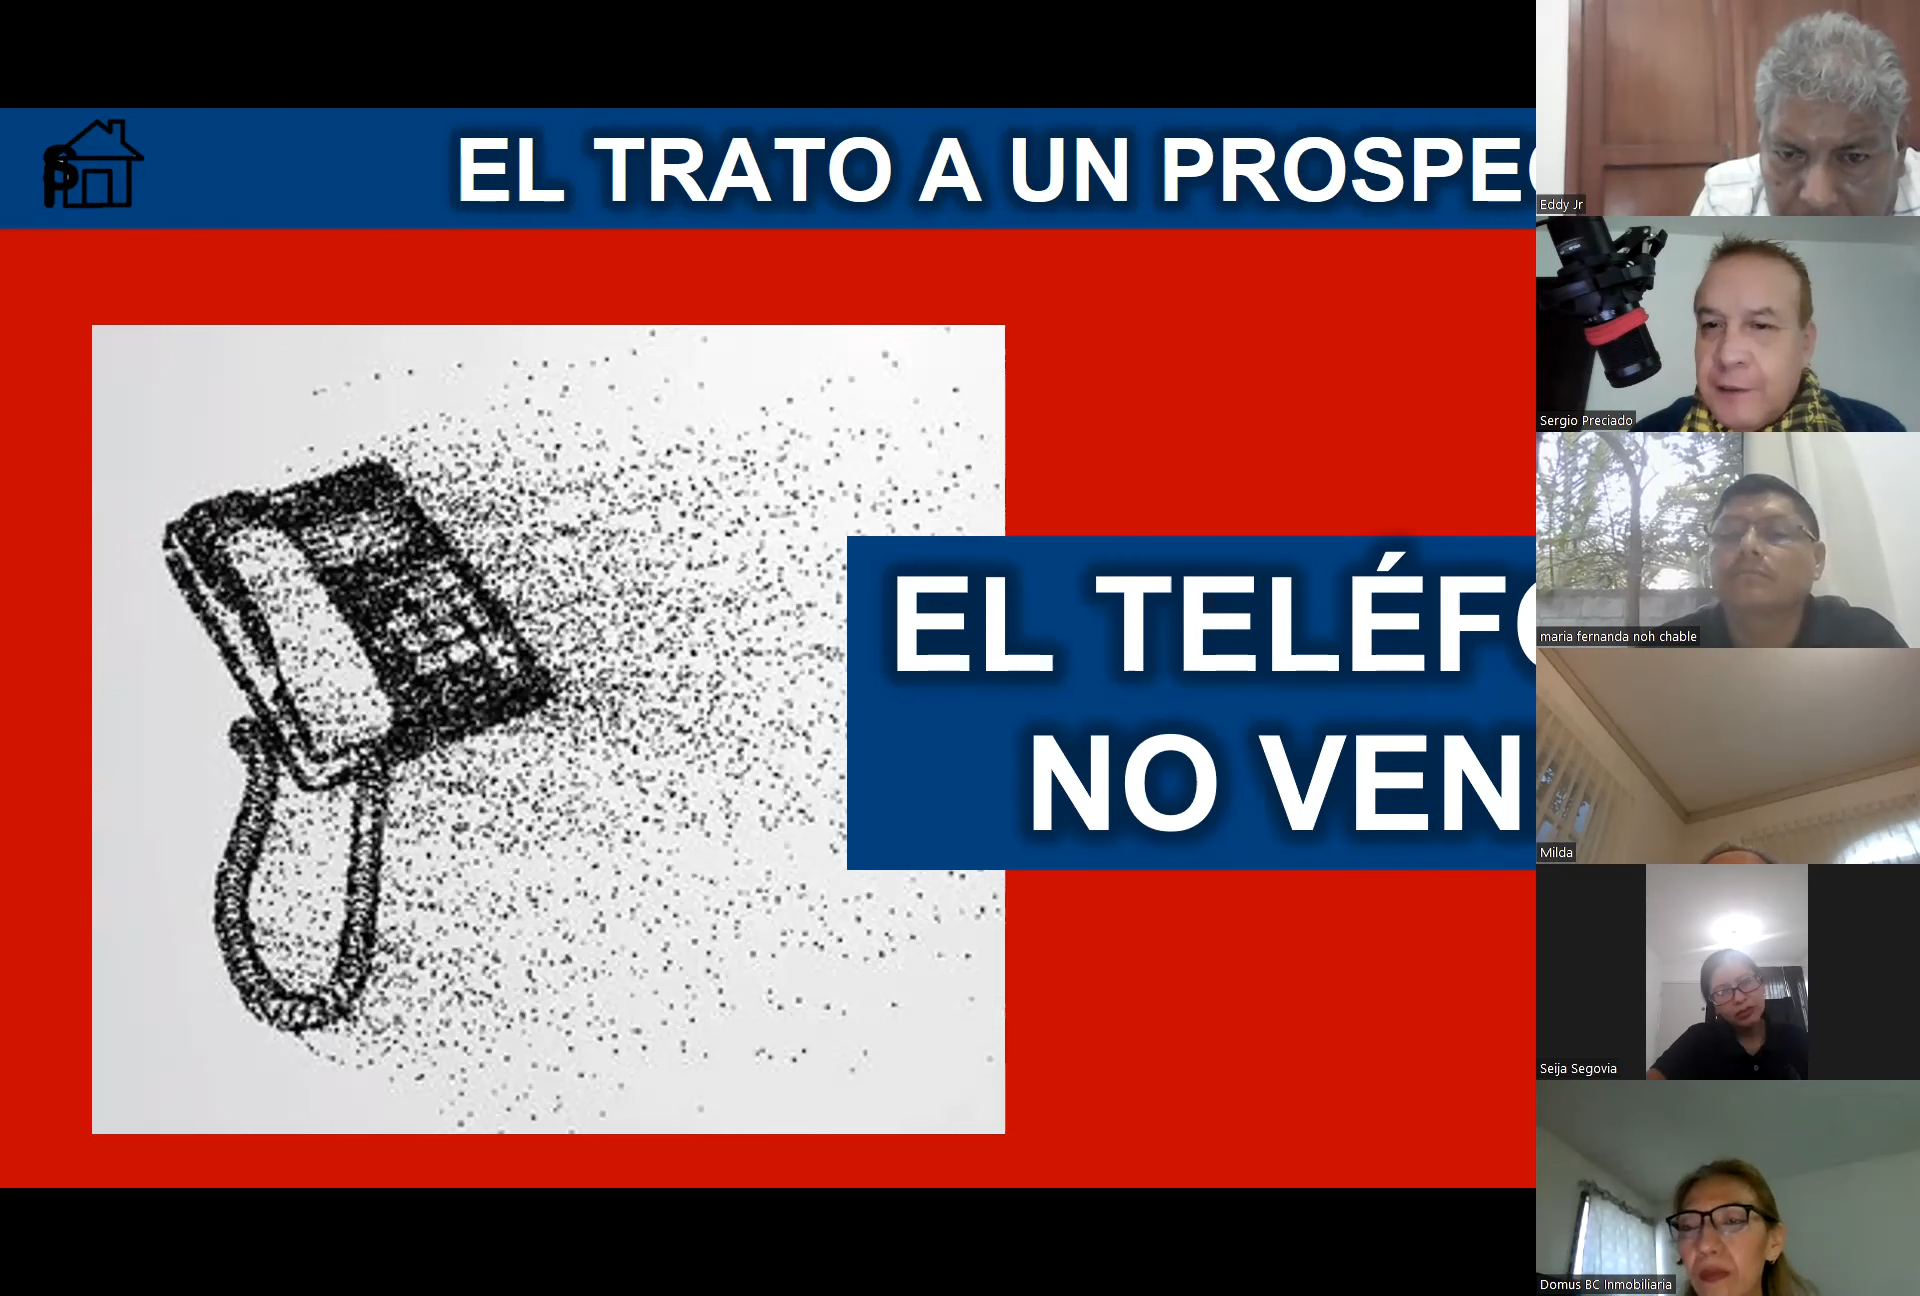 EL TRATO A UN PROSPEC
EL TELÉFO
NO VEN
Eddy Jr
Sergio Preciado
maria fernanda noh chable
Milda
Seija Segovia
Domus BC Inmobiliaria